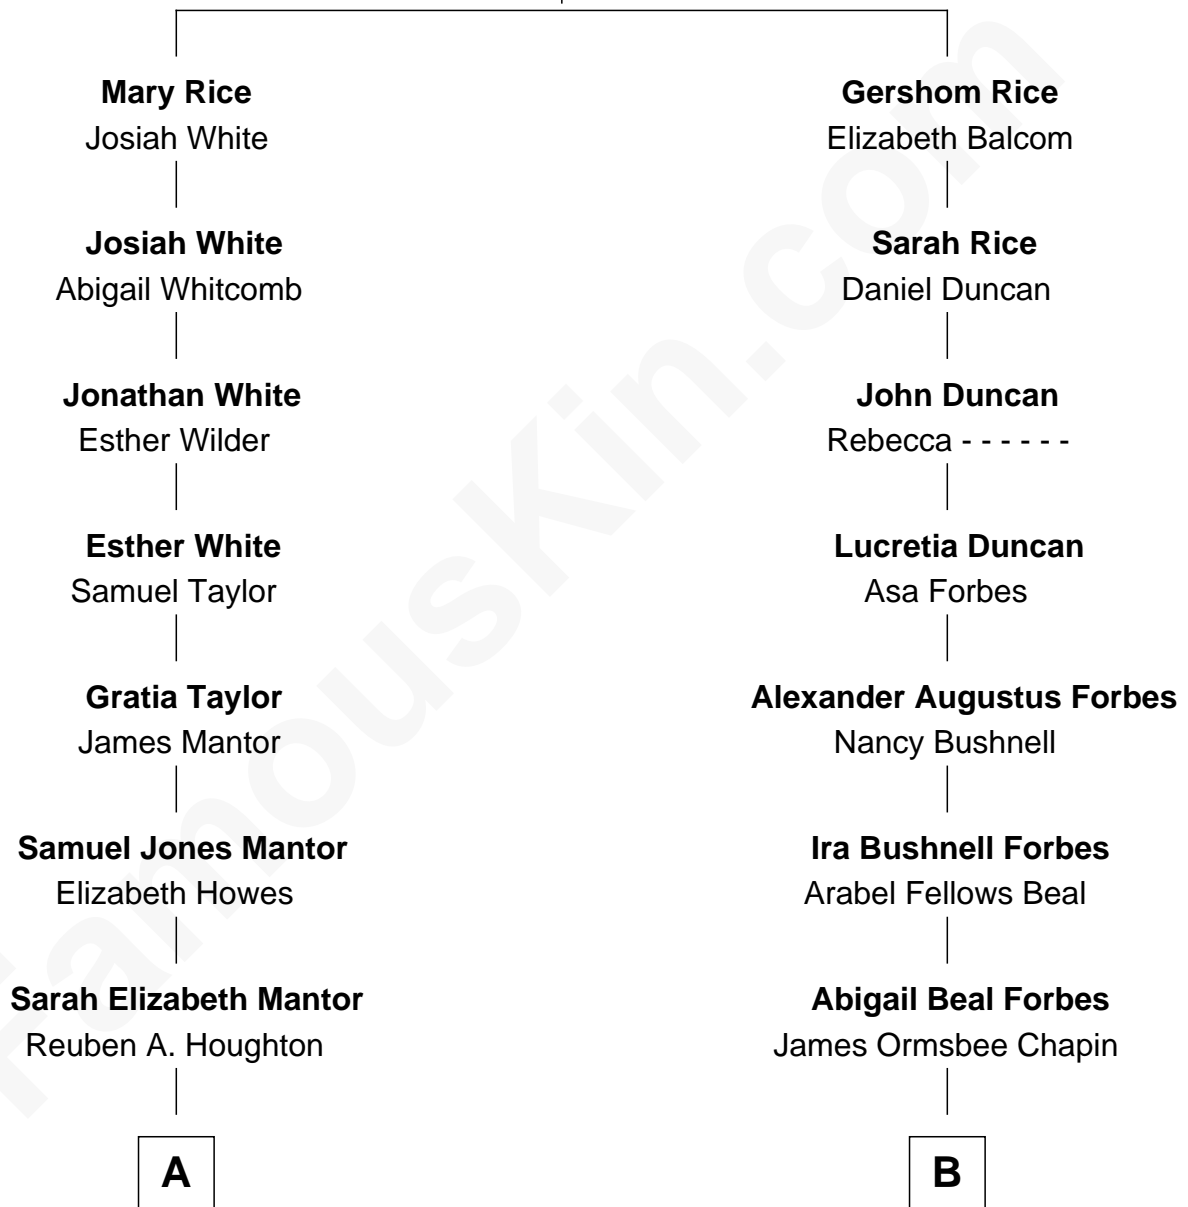 Mary Rice
Josiah White
Josiah White
Abigail Whitcomb
Jonathan White
Esther Wilder
Esther White
Samuel Taylor
Gratia Taylor
James Mantor
Samuel Jones Mantor
Elizabeth Howes
Sarah Elizabeth Mantor
Reuben A. Houghton
A
Gershom Rice
Elizabeth Balcom
Sarah Rice
Daniel Duncan
John Duncan
Rebecca - - - - - -
Lucretia Duncan
Asa Forbes
Alexander Augustus Forbes
Nancy Bushnell
Ira Bushnell Forbes
Arabel Fellows Beal
Abigail Beal Forbes
James Ormsbee Chapin
B
FamousKin.com